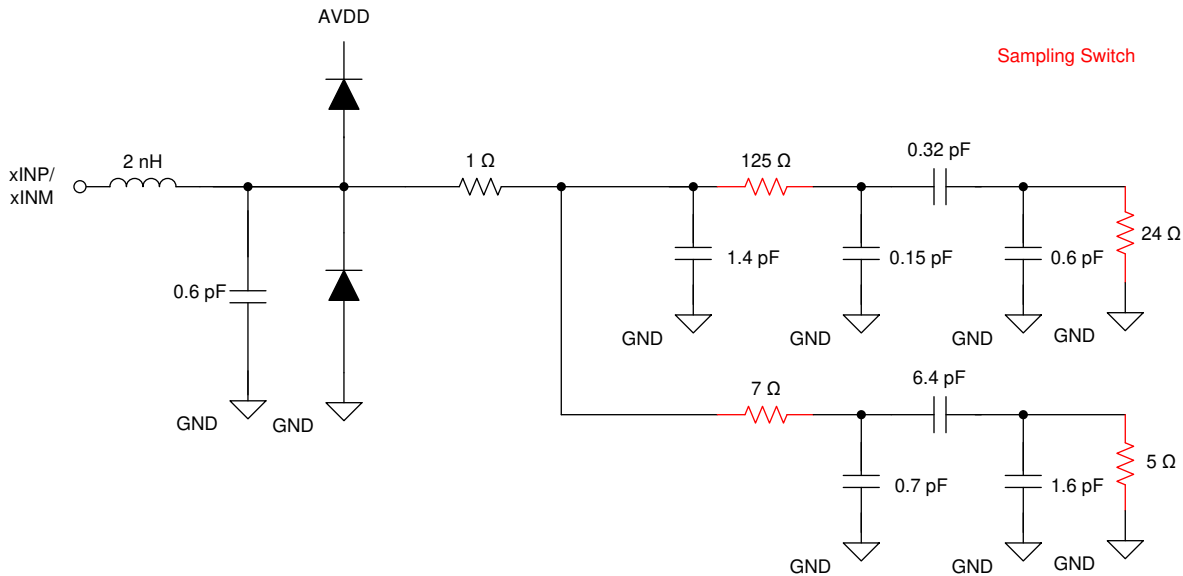 AVDD
Sampling Switch
xINP/
xINM
2 nH
1 Ω
125 Ω
0.32 pF
24 Ω
0.6 pF
1.4 pF
0.15 pF
0.6 pF
GND
GND
GND
GND
7 Ω
6.4 pF
GND
GND
5 Ω
0.7 pF
1.6 pF
GND
GND
GND